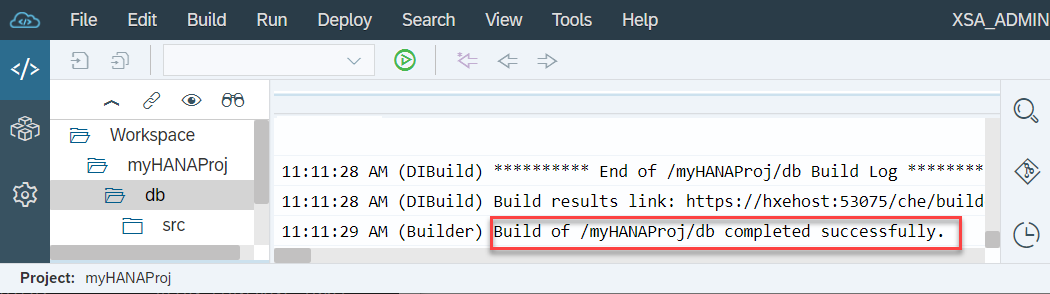 File Edit Build Run Deploy Search View Tools Help XSA_ADMIN
Workspace
myHANAProj
db
src
11:11:28 AM (DIBuild) ********** End of /myHANAProj/db Build Log ********
11:11:28 AM (DIBuild) Build results link: https://hxehost:53075/che/build
11:11:29 AM (Builder) Build of /myHANAProj/db completed successfully.
Project: myHANAProj